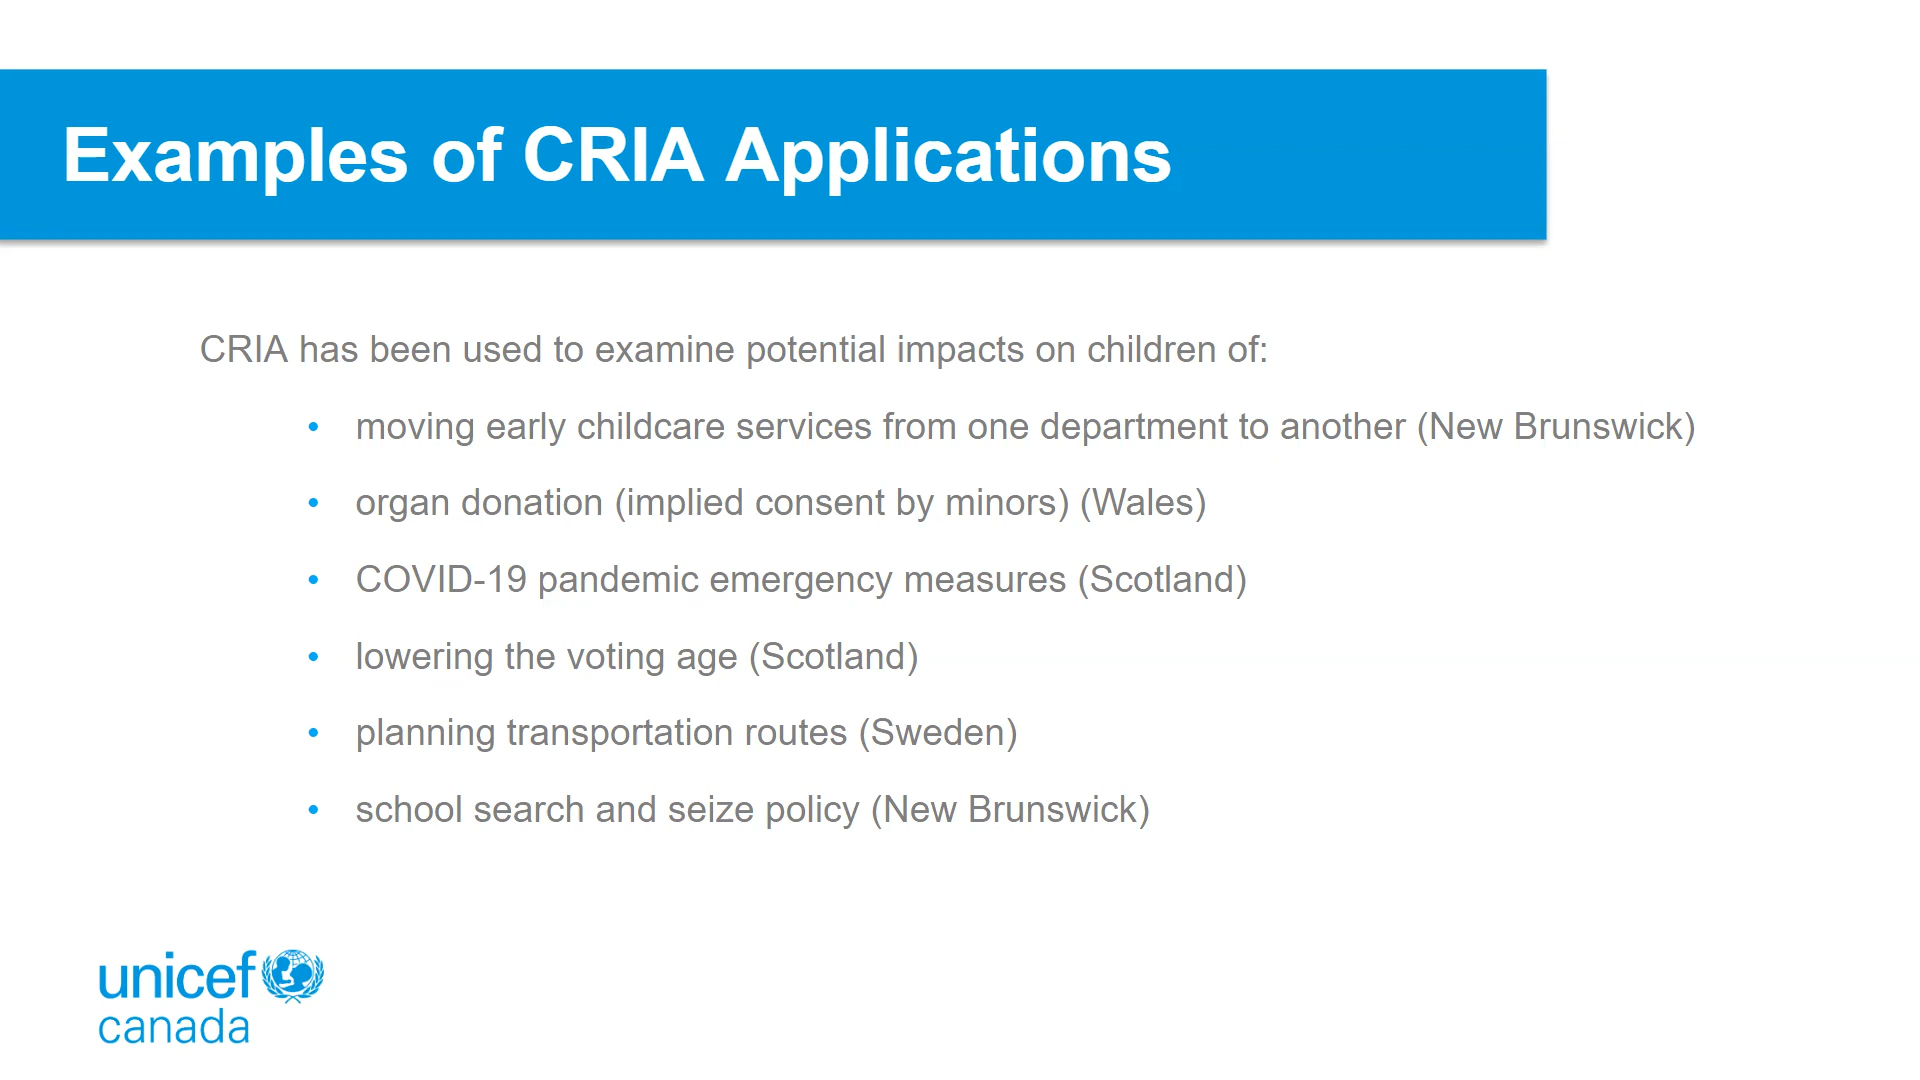 Examples of CRIA Applications
CRIA has been used to examine potential impacts on children of:
• moving early childcare services from one department to another (New Brunswick)
• organ donation (implied consent by minors) (Wales)
• COVID-19 pandemic emergency measures (Scotland)
• lowering the voting age (Scotland)
• planning transportation routes (Sweden)
• school search and seize policy (New Brunswick)
unicef
canada